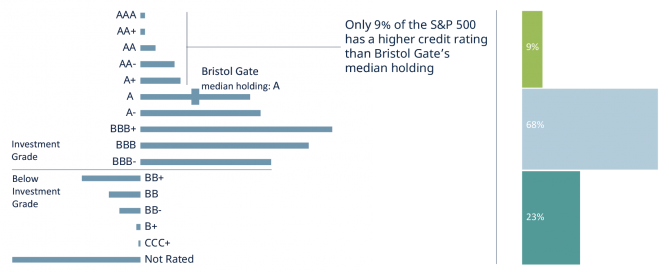 AAA
AA+
AA
AA-
A+
A
A-
BBB+
BBB
BBB-
Investment
Grade
Below
Investment
Grade
BB+
BB
BB-
B+
CCC+
Not Rated
Bristol Gate
median holding: A
Only 9% of the S&P 500
has a higher credit rating
than Bristol Gate’s
median holding
9%
68%
23%